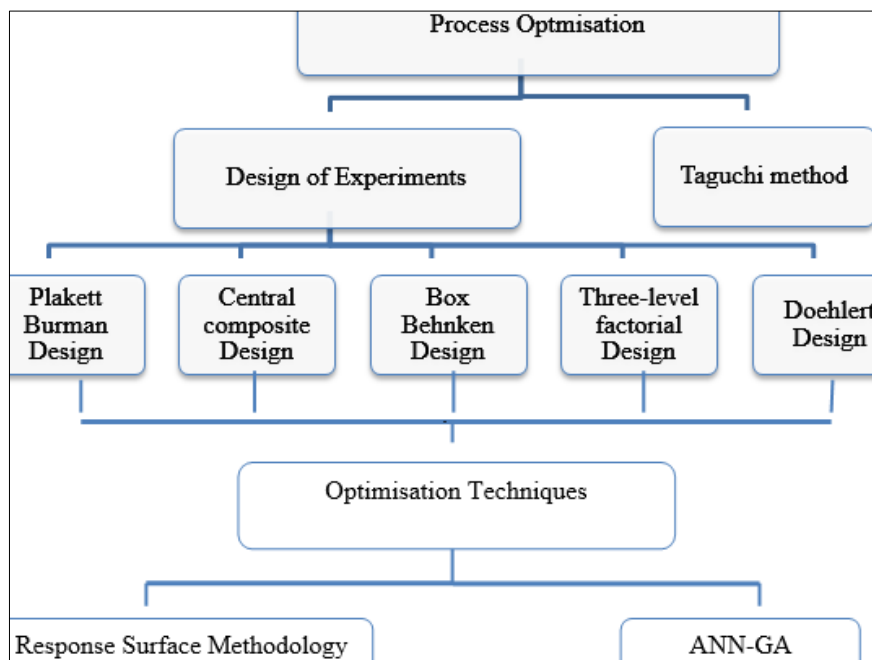 Process Optmisation
Design of Experiments
Taguchi method
Plakett
Burman
Design
Central
composite
Design
Box
Behnken
Design
Three-level
factorial
Design
Doehlert
Design
Optimisation Techniques
Response Surface Methodology
ANN-GA